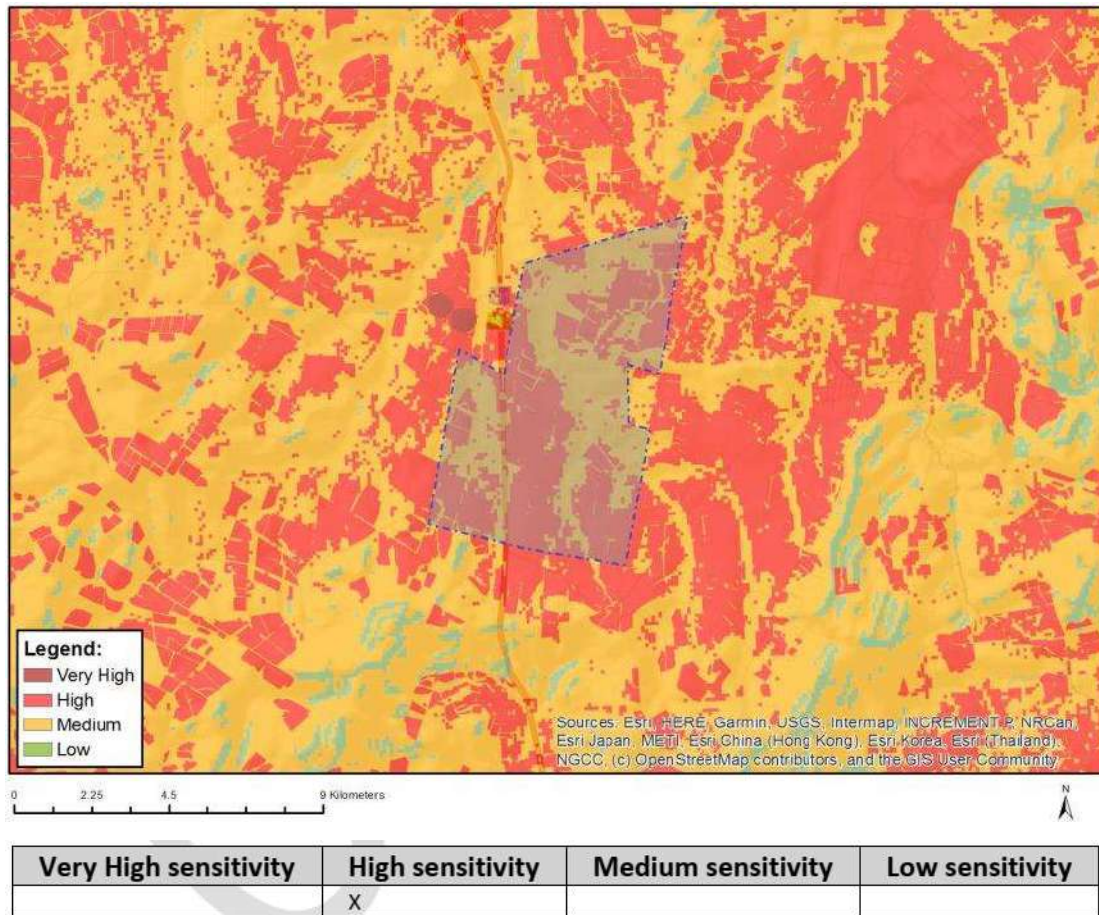 Legend:
Very High
High
Medium
Low
Sources: Esri, HERE, Garmin, USGS, Intermap, INCREMENT P, NRCan,
Esri Japan, METI, Esri China (Hong Kong), Esri Korea, Esri (Thailand),
NGCC, (c) OpenStreetMap contributors, and the GIS User Community
0 2.25 4.5 9 Kilometers
N
Very High sensitivity High sensitivity Medium sensitivity Low sensitivity
X